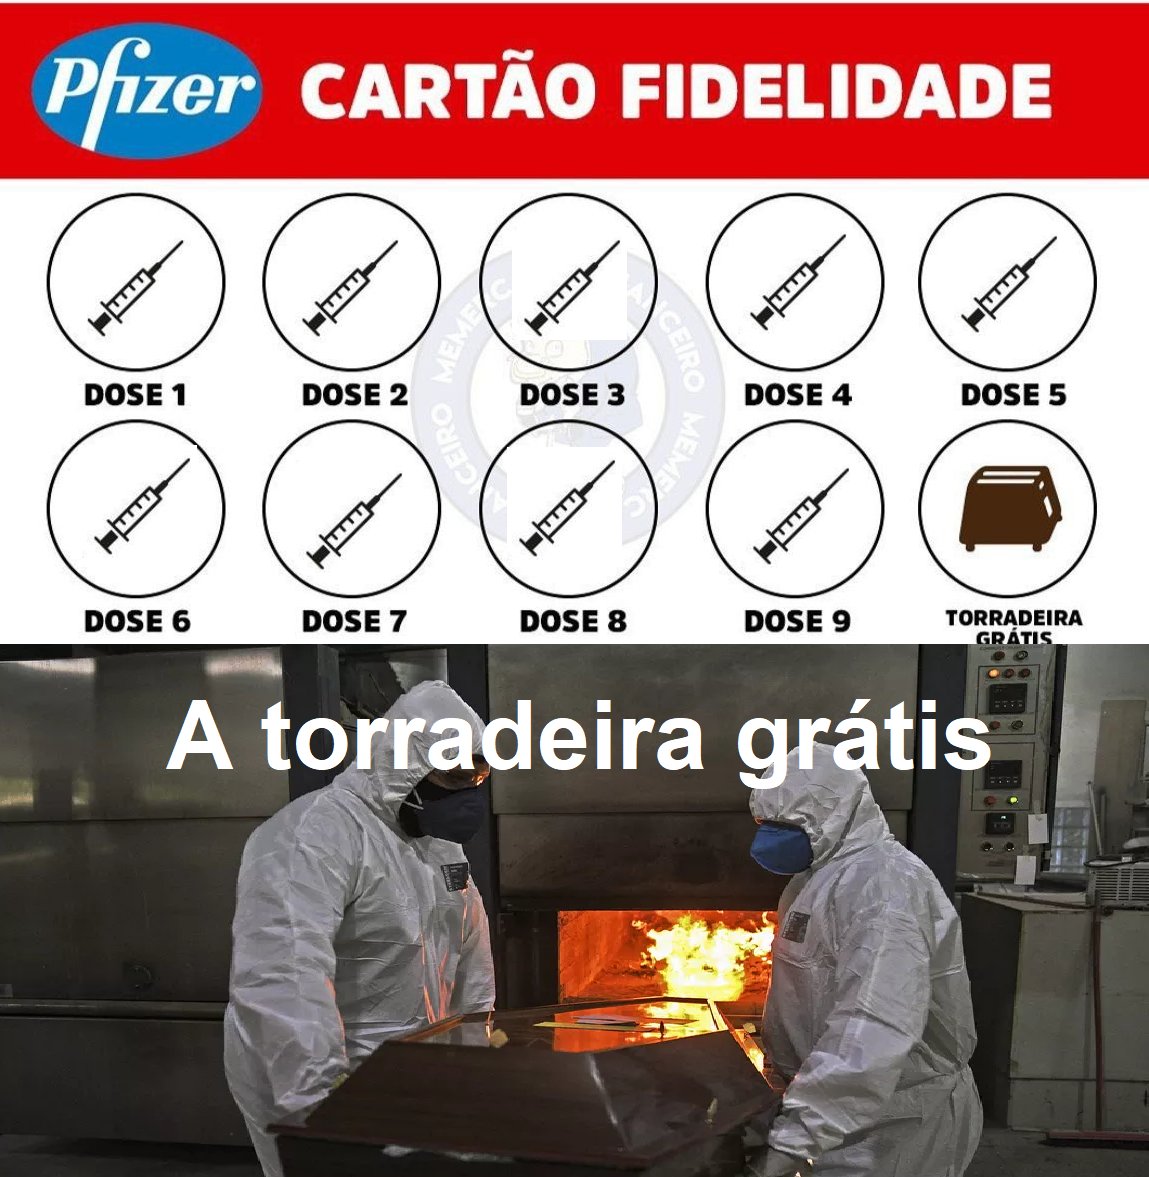 Pfizer CARTÃO FIDELIDADE
DOSE 1 DOSE 2 DOSE 3 DOSE 4 DOSE 5
DOSE 6 DOSE 7 DOSE 8 DOSE 9 TORRADEIRA
GRÁTIS
A torradeira grátis